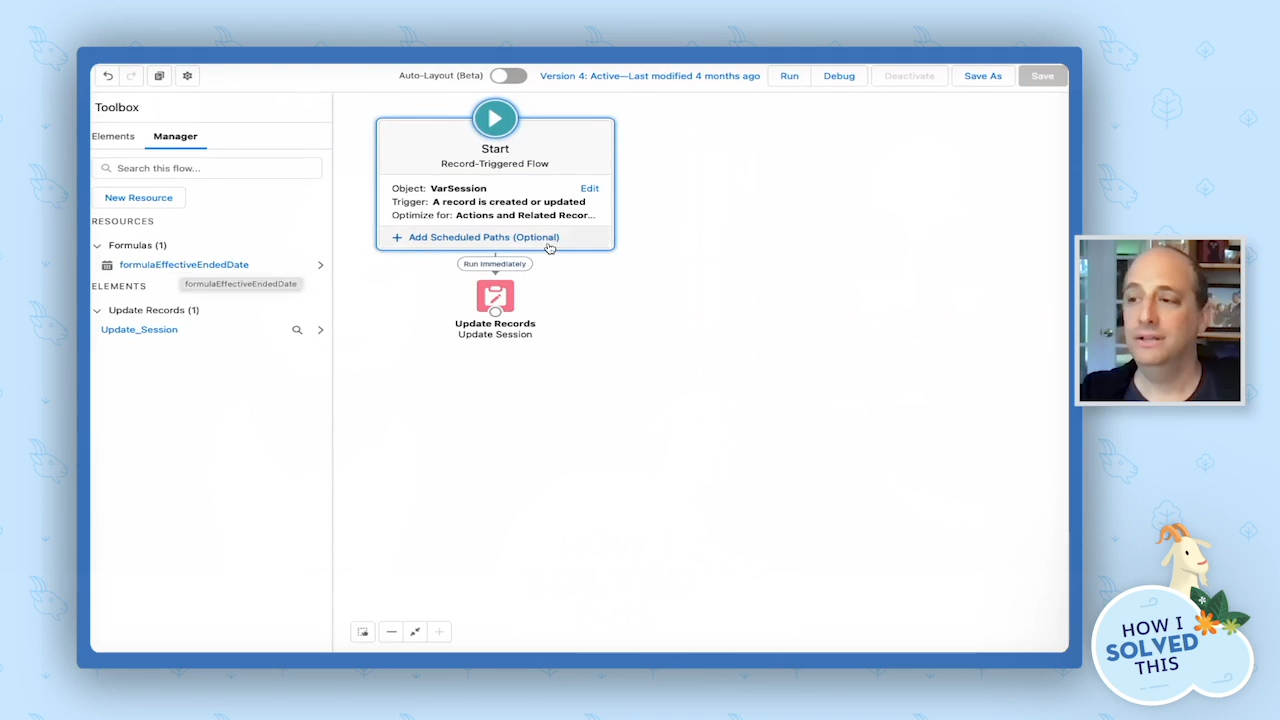 Auto-Layout (Beta)
Version 4: Active—Last modified 4 months ago
Run
Debug
Deactivate
Save As
Save
Toolbox
Elements
Manager
Search this flow...
New Resource
RESOURCES
Formulas (1)
formulaEffectiveEndedDate
ELEMENTS
formulaEffectiveEndedDate
Update Records (1)
Update_Session
Start
Record-Triggered Flow
Object: VarSession
Edit
Trigger: A record is created or updated
Optimize for: Actions and Related Recor...
+ Add Scheduled Paths (Optional)
Run Immediately
Update Records
Update Session
HOW I
SOLVED
THIS